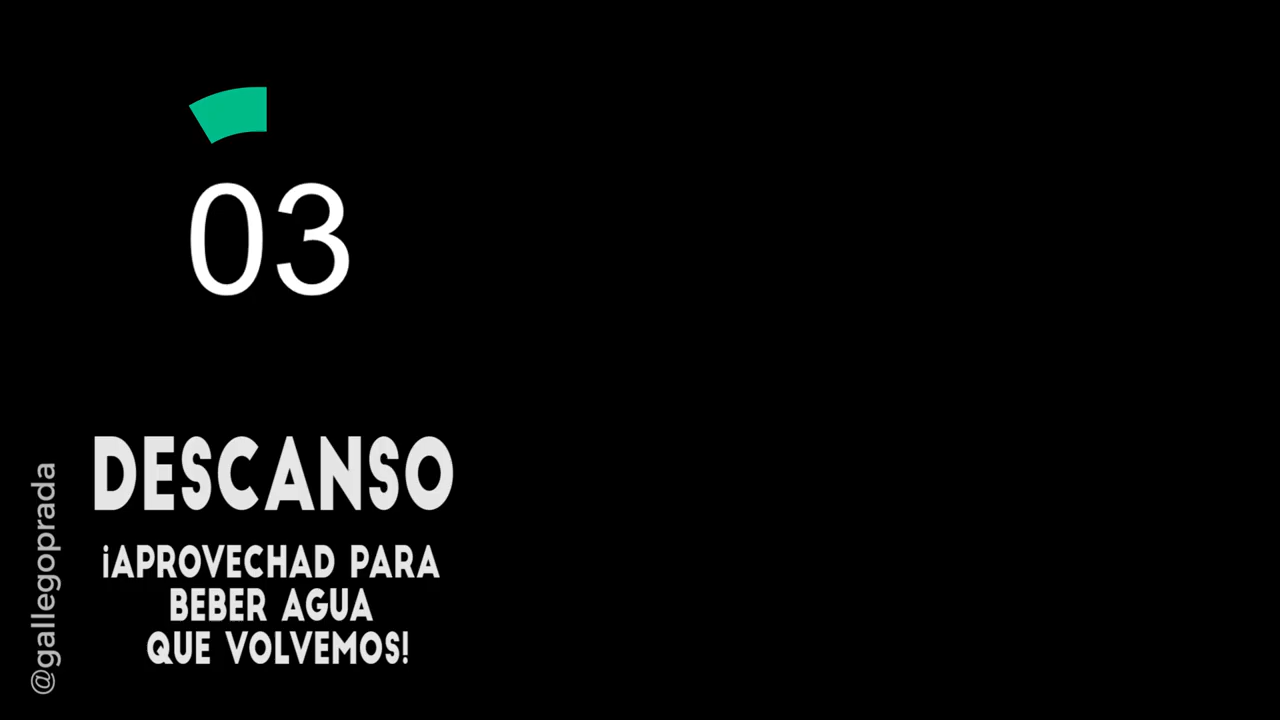 03
DESCANSO
¡APROVECHAD PARA
BEBER AGUA
QUE VOLVEMOS!
@gallegoprada